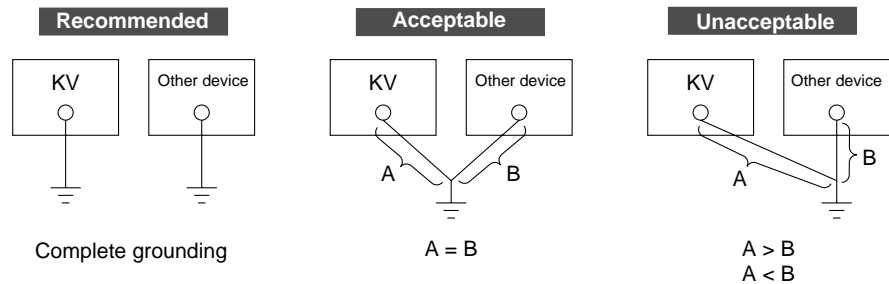 Recommended
KV
Other device
Complete grounding
Acceptable
KV
Other device
A
B
A = B
Unacceptable
KV
Other device
A
B
A > B
A < B